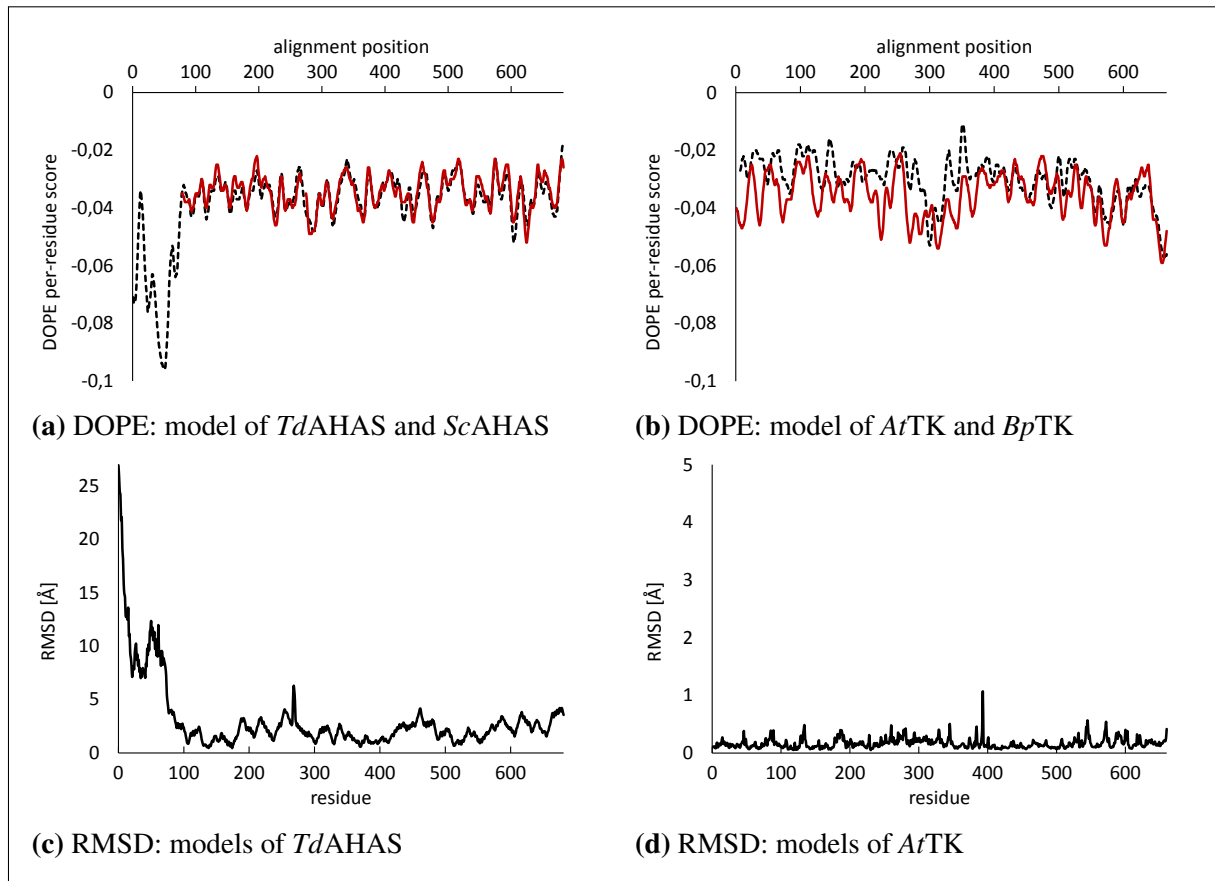 alignment position
0 100 200 300 400 500 600
0
-0,02
-0,04
-0,06
-0,08
-0,1
DOPE per-residue score
(a) DOPE: model of TdAHAS and ScAHAS
alignment position
0 100 200 300 400 500 600
0
-0,02
-0,04
-0,06
-0,08
-0,1
DOPE per-residue score
(b) DOPE: model of AtTK and BpTK
25
20
15
10
5
0
RMSD [Å]
0 100 200 300 400 500 600
residue
(c) RMSD: models of TdAHAS
5
4
3
2
1
0
RMSD [Å]
0 100 200 300 400 500 600
residue
(d) RMSD: models of AtTK